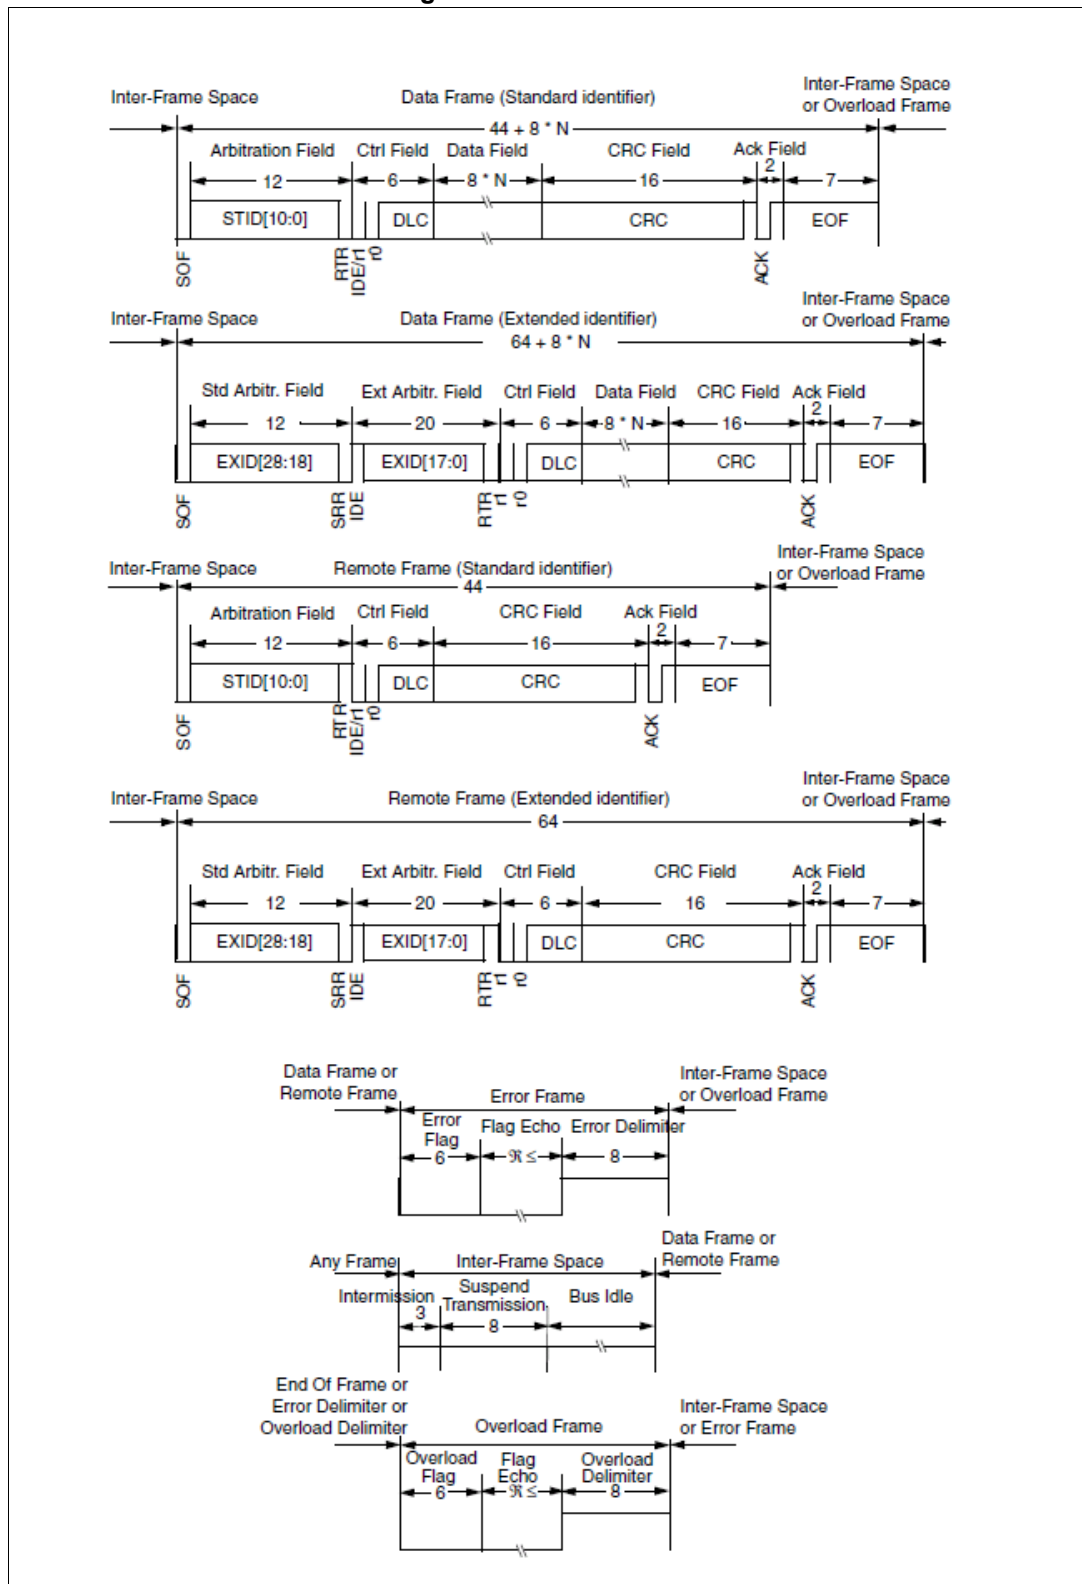 Inter-Frame Space
Data Frame (Standard identifier)
Inter-Frame Space
or Overload Frame
44 + 8 * N
Arbitration Field
Ctrl Field
Data Field
CRC Field
Ack Field
12
6
8 * N
16
2
7
STID[10:0]
DLC
CRC
EOF
SOF
RTR
IDE/r1
r0
ACK
Inter-Frame Space
Data Frame (Extended identifier)
Inter-Frame Space
or Overload Frame
64 + 8 * N
Std Arbitr. Field
Ext Arbitr. Field
Ctrl Field
Data Field
CRC Field
Ack Field
12
20
6
8 * N
16
2
7
EXID[28:18]
EXID[17:0]
DLC
CRC
EOF
SOF
SRR
IDE
RTR
r1
r0
ACK
Inter-Frame Space
Remote Frame (Standard identifier)
Inter-Frame Space
or Overload Frame
44
Arbitration Field
Ctrl Field
CRC Field
Ack Field
12
6
16
2
7
STID[10:0]
DLC
CRC
EOF
SOF
RTR
IDE/r1
r0
ACK
Inter-Frame Space
Remote Frame (Extended identifier)
Inter-Frame Space
or Overload Frame
64
Std Arbitr. Field
Ext Arbitr. Field
Ctrl Field
CRC Field
Ack Field
12
20
6
16
2
7
EXID[28:18]
EXID[17:0]
DLC
CRC
EOF
SOF
SRR
IDE
RTR
r1
r0
ACK
Data Frame or
Remote Frame
Error Frame
Inter-Frame Space
or Overload Frame
Error
Flag
Flag Echo
Error Delimiter
6
ℜ ≤
8
Any Frame
Inter-Frame Space
Data Frame or
Remote Frame
Intermission
Suspend
Transmission
Bus Idle
3
8
End Of Frame or
Error Delimiter or
Overload Delimiter
Overload Frame
Inter-Frame Space
or Error Frame
Overload
Flag
Flag
Echo
Overload
Delimiter
6
ℜ ≤
8